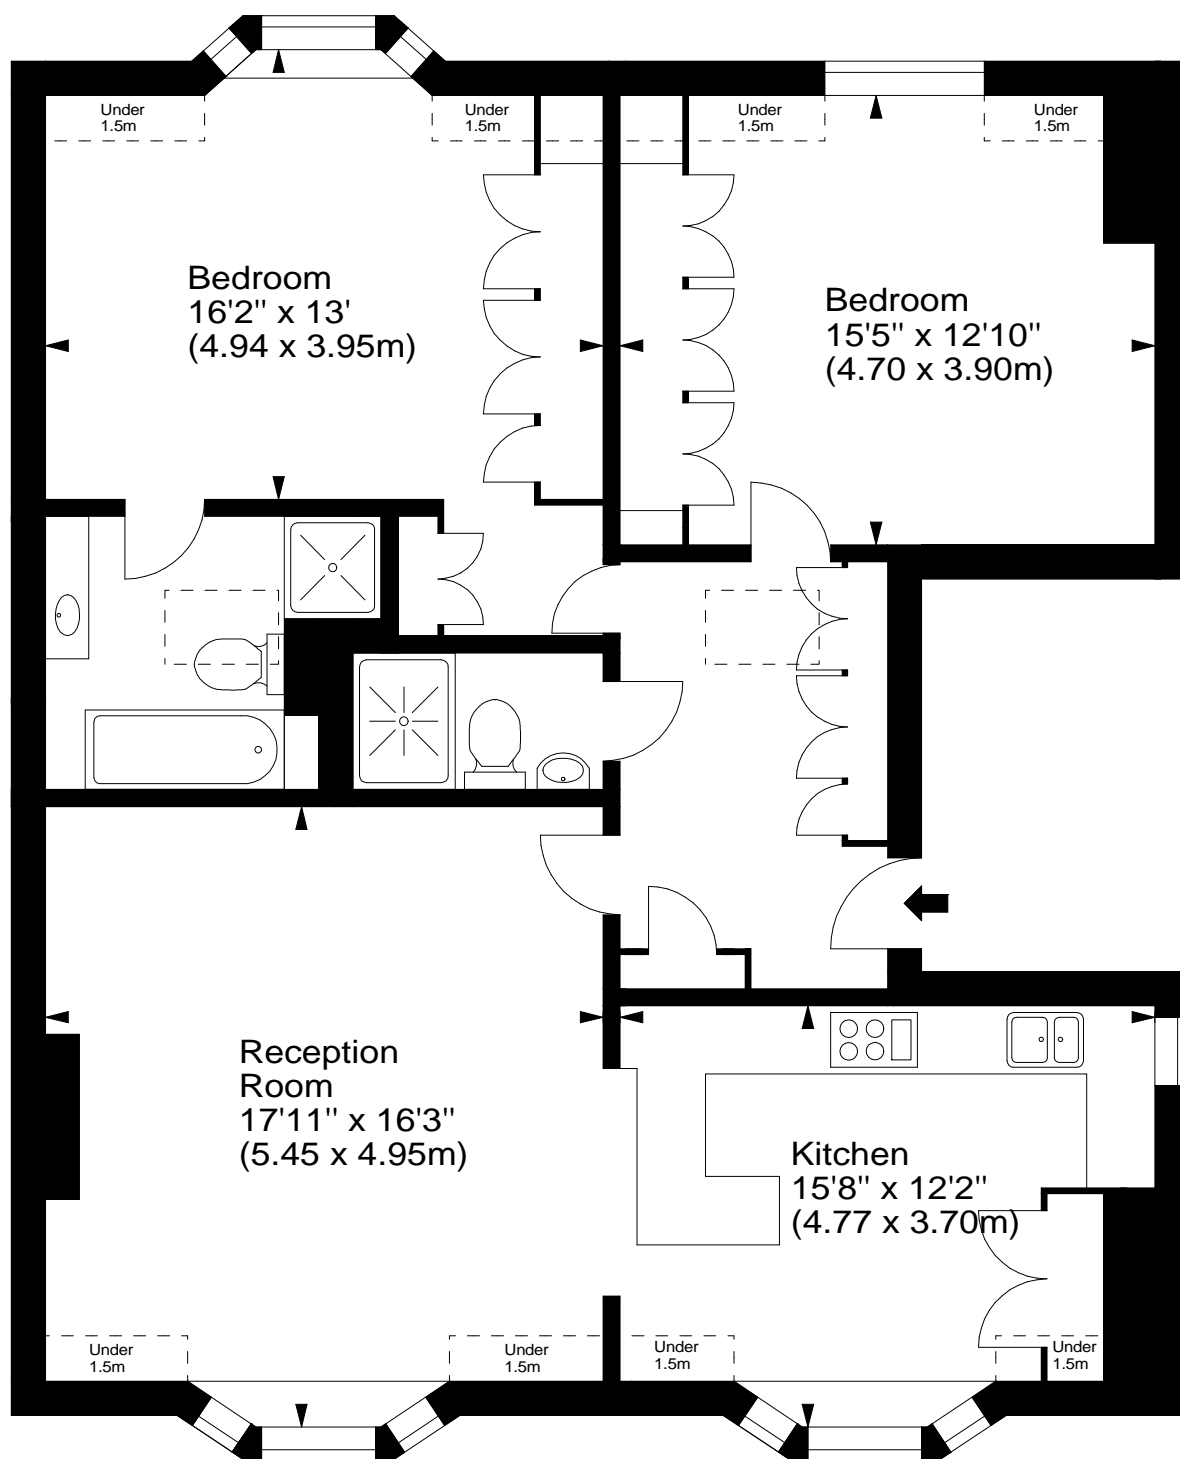 Under
1.5m
Under
1.5m
Under
1.5m
Under
1.5m
Bedroom
16'2" x 13'
(4.94 x 3.95m)
Bedroom
15'5" x 12'10"
(4.70 x 3.90m)
Reception
Room
17'11" x 16'3"
(5.45 x 4.95m)
Kitchen
15'8" x 12'2"
(4.77 x 3.70m)
Under
1.5m
Under
1.5m
Under
1.5m
Under
1.5m